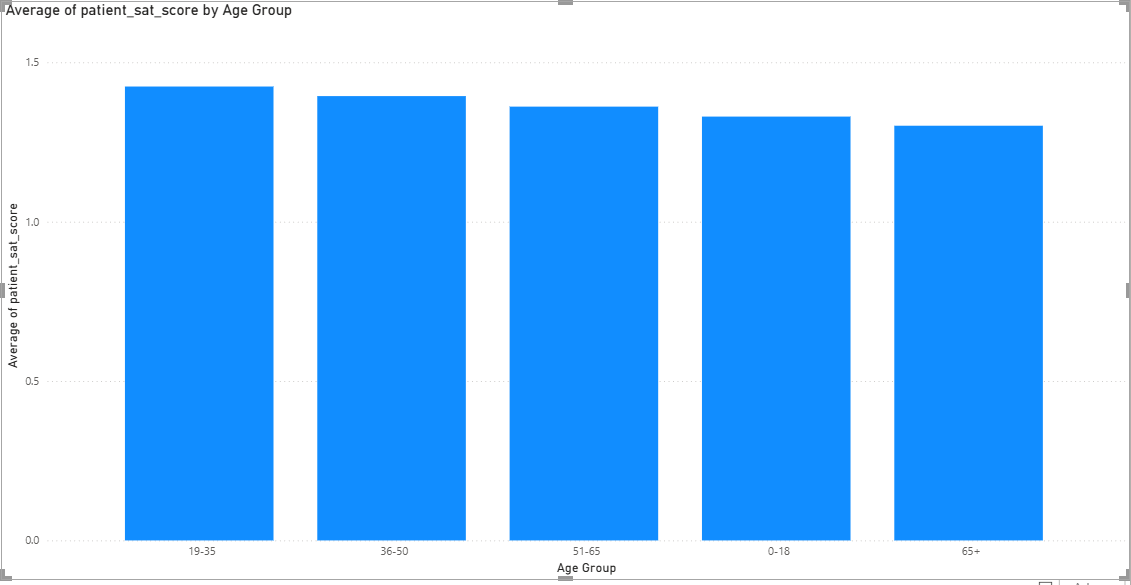 Average of patient_sat_score by Age Group
1.5
1.0
0.5
0.0
Average of patient_sat_score
19-35 36-50 51-65 0-18 65+
Age Group